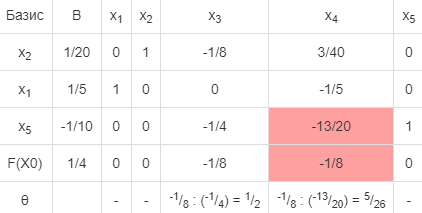 Базис B x1 x2 x3 x4 x5
x2 1/20 0 1 -1/8 3/40 0
x1 1/5 1 0 0 -1/5 0
x5 -1/10 0 0 -1/4 -13/20 1
F(X0) 1/4 0 0 -1/8 -1/8 0
θ - - -1/8 : (-1/4) = 1/2 -1/8 : (-13/20) = 5/26 -